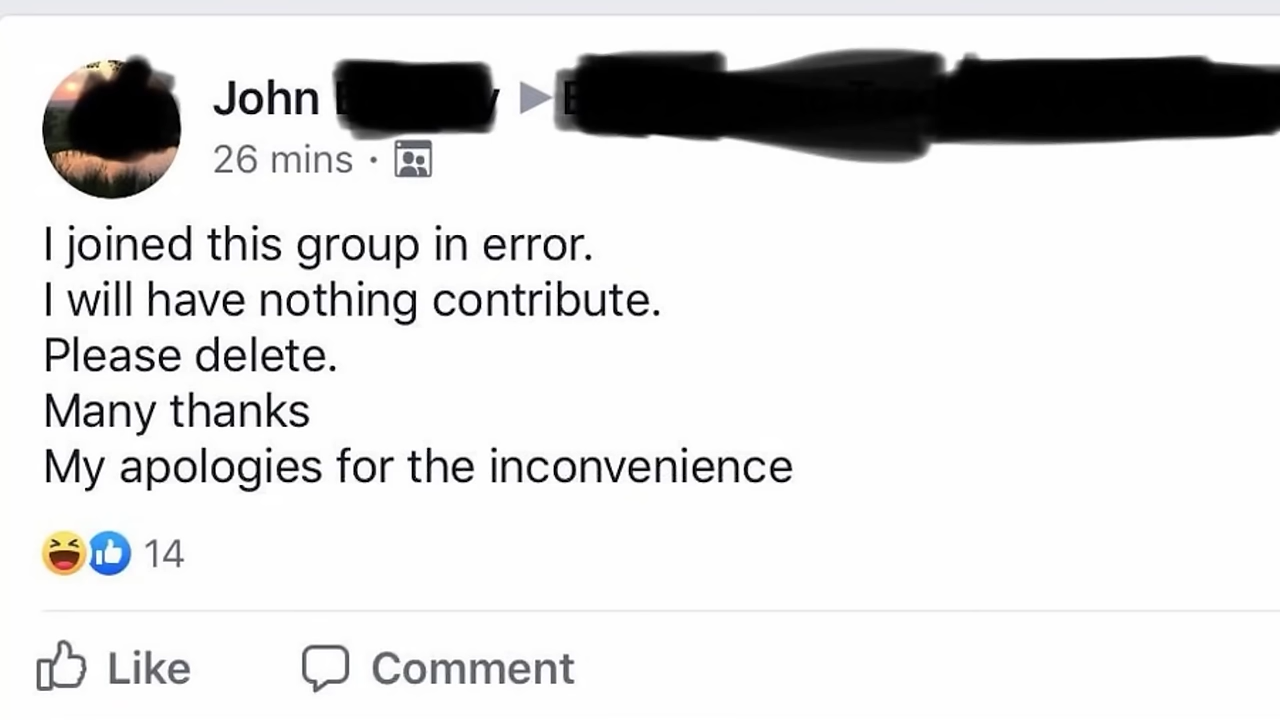 John
26 mins ·
I joined this group in error.
I will have nothing contribute.
Please delete.
Many thanks
My apologies for the inconvenience
14
Like
Comment